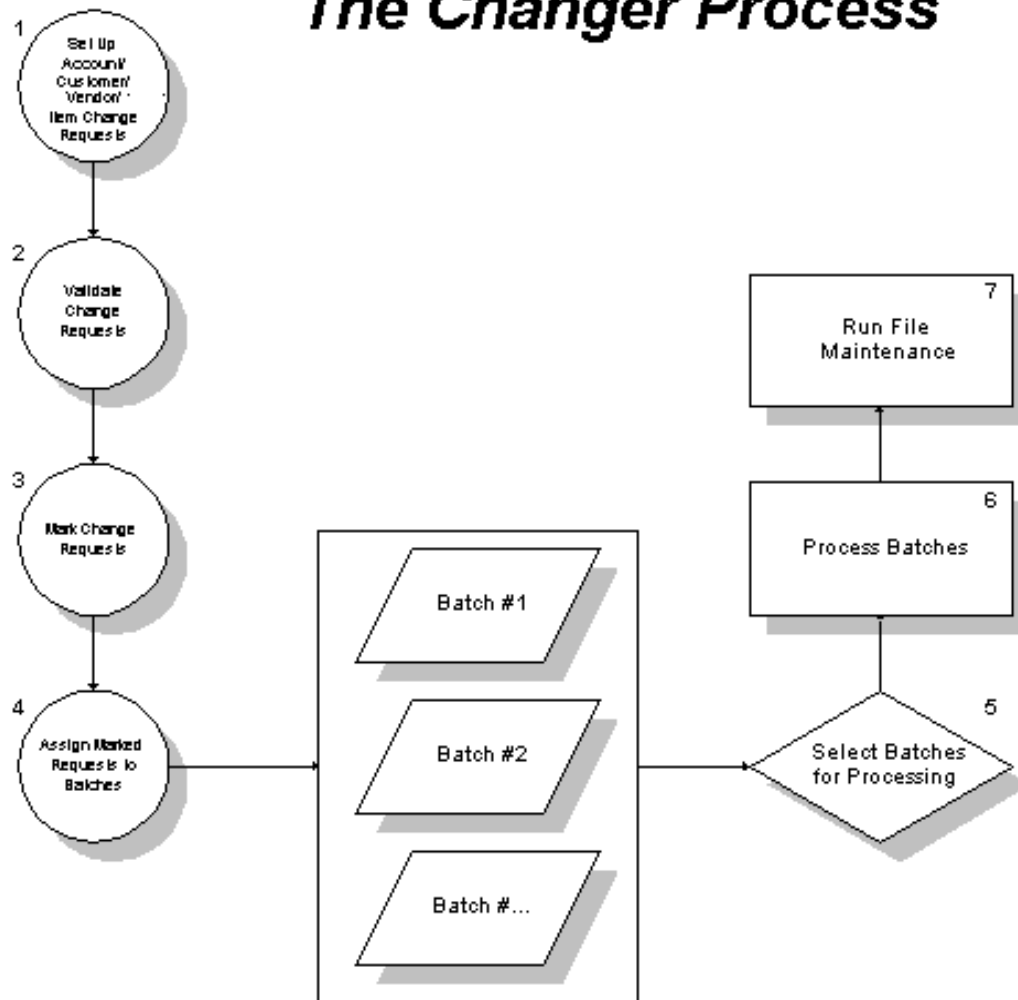 The Changer Process
1
Set Up
Account/
Customer/
Vendor/
Item Change
Requests
2
Validate
Change
Requests
3
Mark Change
Requests
4
Assign Marked
Requests to
Batches
Batch #1
Batch #2
Batch #...
5
Select Batches
for Processing
6
Process Batches
7
Run File
Maintenance